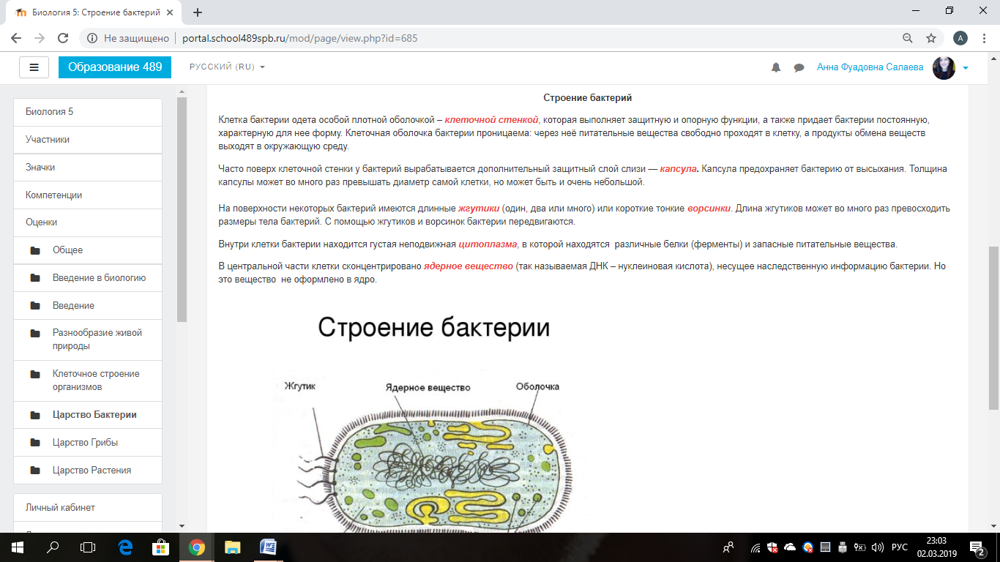 Биология 5: Строение бактерий
Не защищено
portal.school489spb.ru/mod/page/view.php?id=685
A
Образование 489
РУССКИЙ (RU)
Анна Фуадовна Салаева
Биология 5
Участники
Значки
Компетенции
Оценки
Общее
Введение в биологию
Введение
Разнообразие живой
природы
Клеточное строение
организмов
Царство Бактерии
Царство Грибы
Царство Растения
Личный кабинет
Строение бактерий
Клетка бактерии одета особой плотной оболочкой – клеточной стенкой, которая выполняет защитную и опорную функции, а также придает бактерии постоянную,
характерную для нее форму. Клеточная оболочка бактерии проницаема: через неё питательные вещества свободно проходят в клетку, а продукты обмена веществ
выходят в окружающую среду.
Часто поверх клеточной стенки у бактерий вырабатывается дополнительный защитный слой слизи — капсула. Капсула предохраняет бактерию от высыхания. Толщина
капсулы может во много раз превышать диаметр самой клетки, но может быть и очень небольшой.
На поверхности некоторых бактерий имеются длинные жгутики (один, два или много) или короткие тонкие ворсинки. Длина жгутиков может во много раз превосходить
размеры тела бактерий. С помощью жгутиков и ворсинок бактерии передвигаются.
Внутри клетки бактерии находится густая неподвижная цитоплазма, в которой находятся  различные белки (ферменты) и запасные питательные вещества.
В центральной части клетки сконцентрировано ядерное вещество (так называемая ДНК – нуклеиновая кислота), несущее наследственную информацию бактерии. Но
это вещество  не оформлено в ядро.
Строение бактерии
Жгутик
Ядерное вещество
Оболочка
РУС
23:03
02.03.2019
2